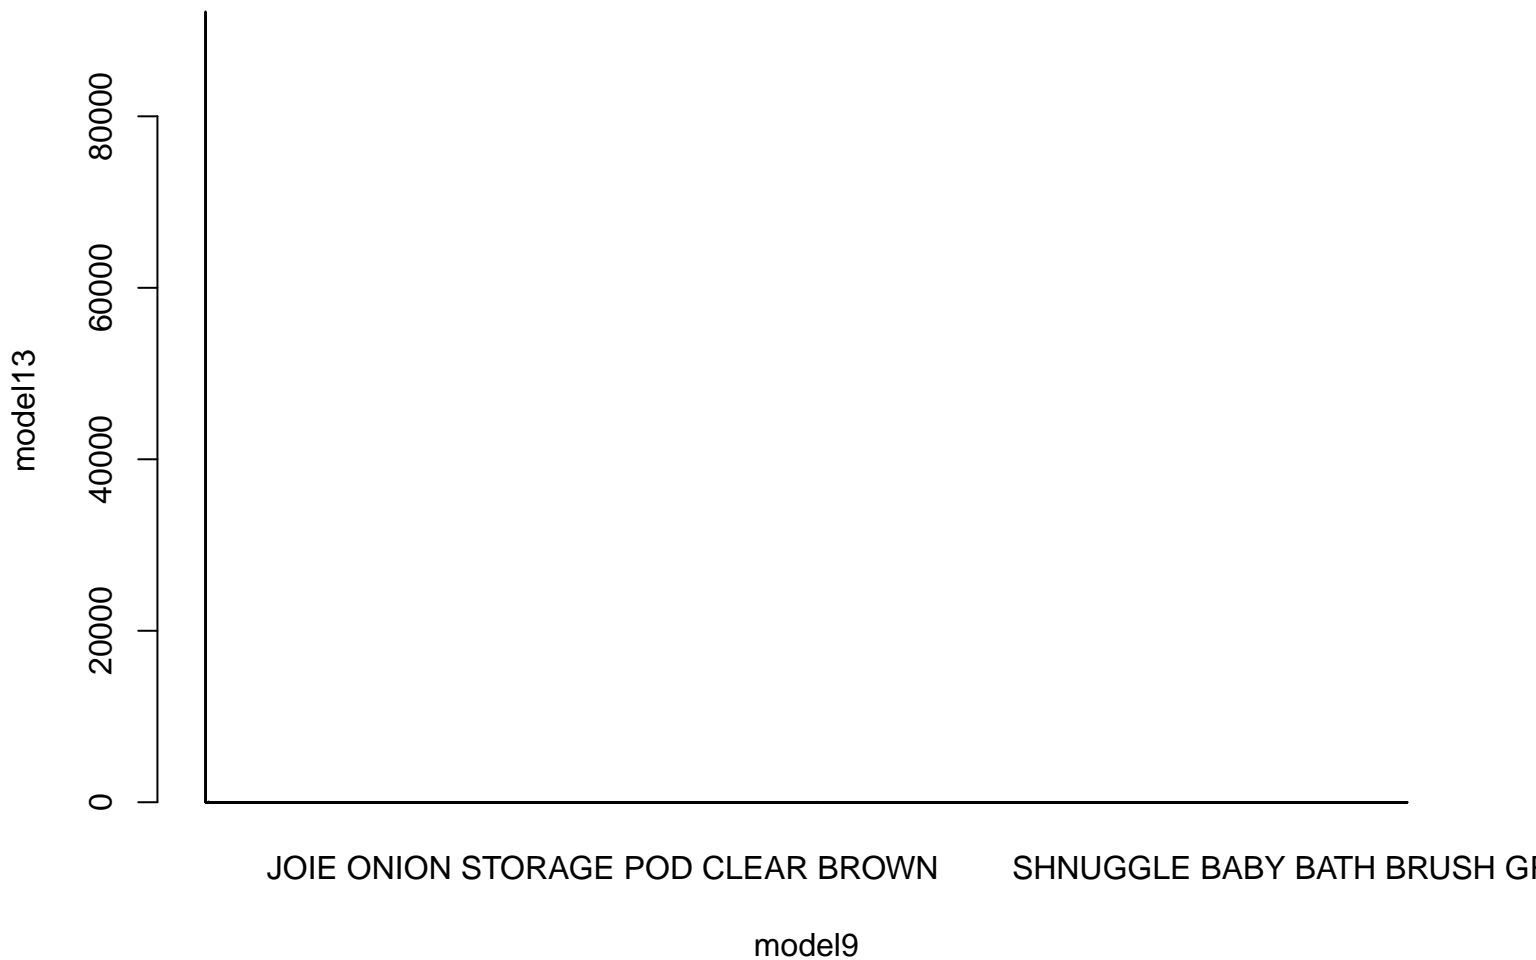 80000
60000
40000
20000
0
model13
JOIE ONION STORAGE POD CLEAR BROWN
SHNUGGLE BABY BATH BRUSH
model9